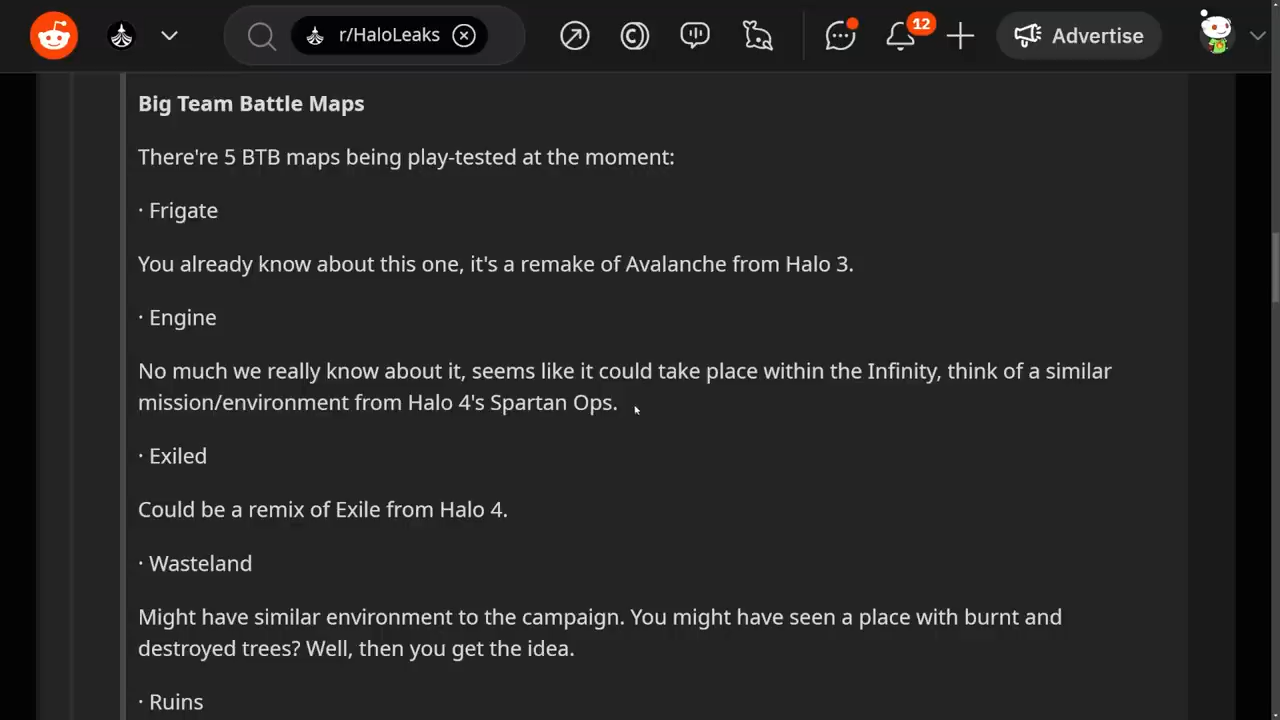 r/HaloLeaks
12
Advertise
Big Team Battle Maps
There're 5 BTB maps being play-tested at the moment:
· Frigate
You already know about this one, it's a remake of Avalanche from Halo 3.
· Engine
No much we really know about it, seems like it could take place within the Infinity, think of a similar
mission/environment from Halo 4's Spartan Ops.
· Exiled
Could be a remix of Exile from Halo 4.
· Wasteland
Might have similar environment to the campaign. You might have seen a place with burnt and
destroyed trees? Well, then you get the idea.
· Ruins